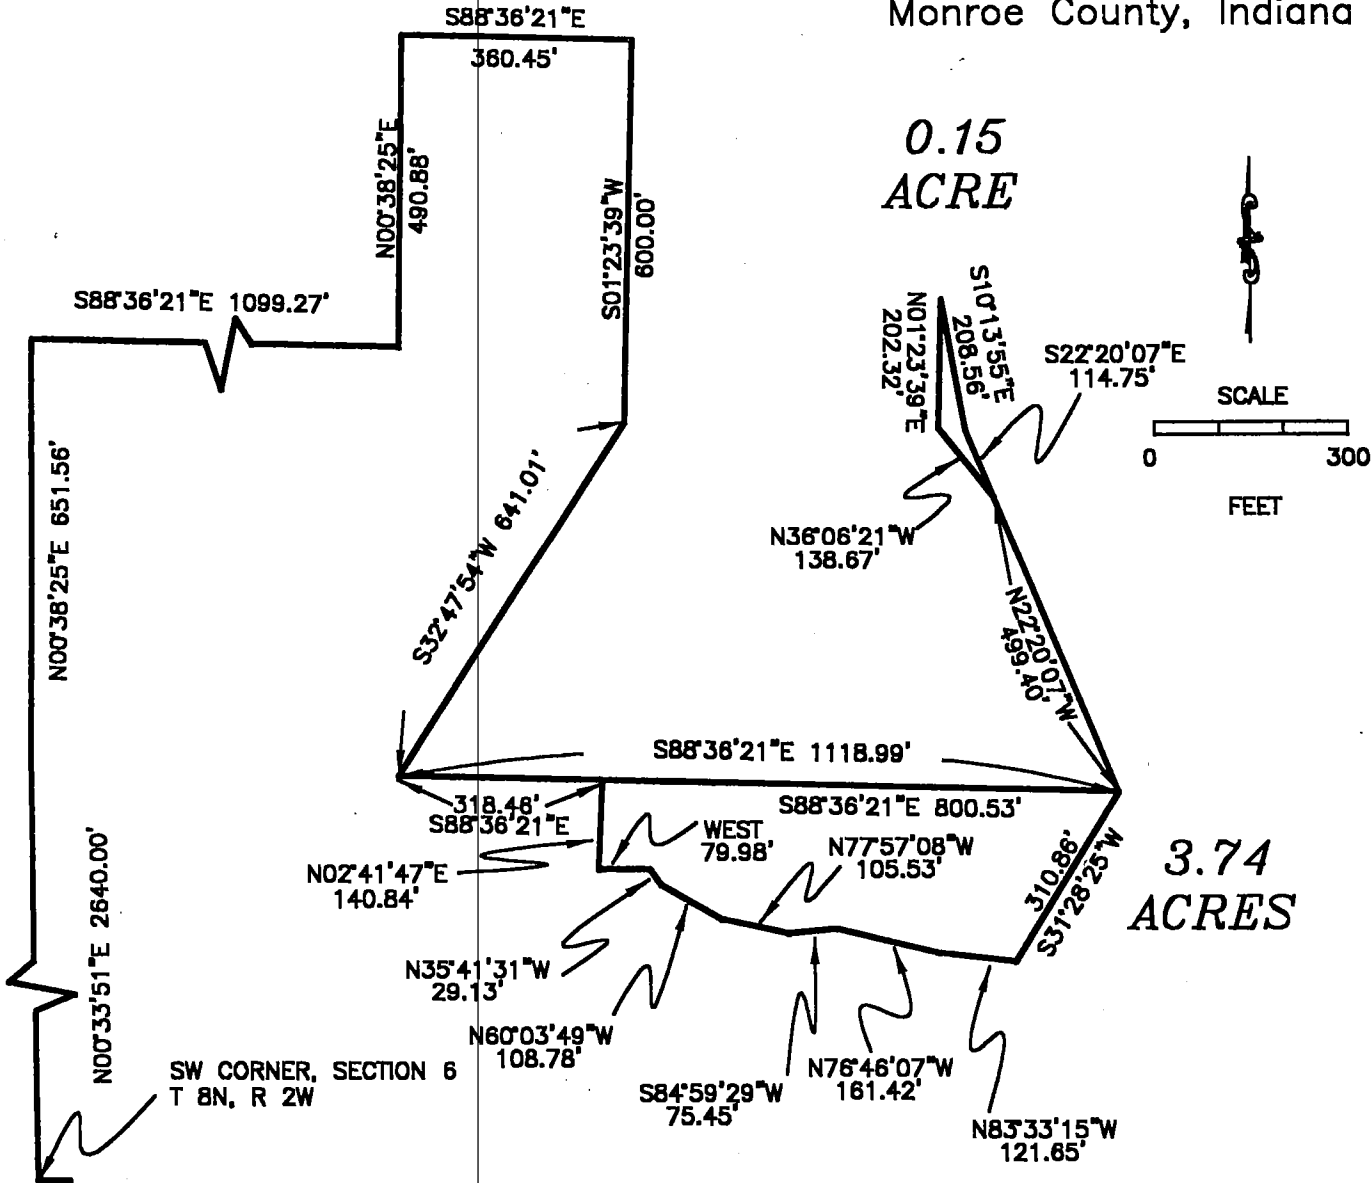 S88°36'21"E
360.45'
Monroe County, Indiana
N00°38'25"E
490.88'
S01°23'39"W
600.00'
0.15
ACRE
S88°36'21"E 1099.27'
N01°23'39"E
202.32'
S10°13'55"E
208.56'
S22°20'07"E
114.75'
SCALE
0 300
FEET
N00°38'25"E 651.56'
S32°47'54"W 641.01'
N36°06'21"W
138.67'
N22°20'07"W
499.40'
S88°36'21"E 1118.99'
318.46'
S88°36'21"E
S88°36'21"E 800.53'
WEST
79.98'
N77°57'08"W
105.53'
310.86'
S31°28'25"W
3.74
ACRES
N02°41'47"E
140.84'
N00°33'51"E 2640.00'
N35°41'31"W
29.13'
N60°03'49"W
108.78'
SW CORNER, SECTION 6
T 8N, R 2W
S84°59'29"W
75.45'
N76°46'07"W
161.42'
N83°33'15"W
121.65'